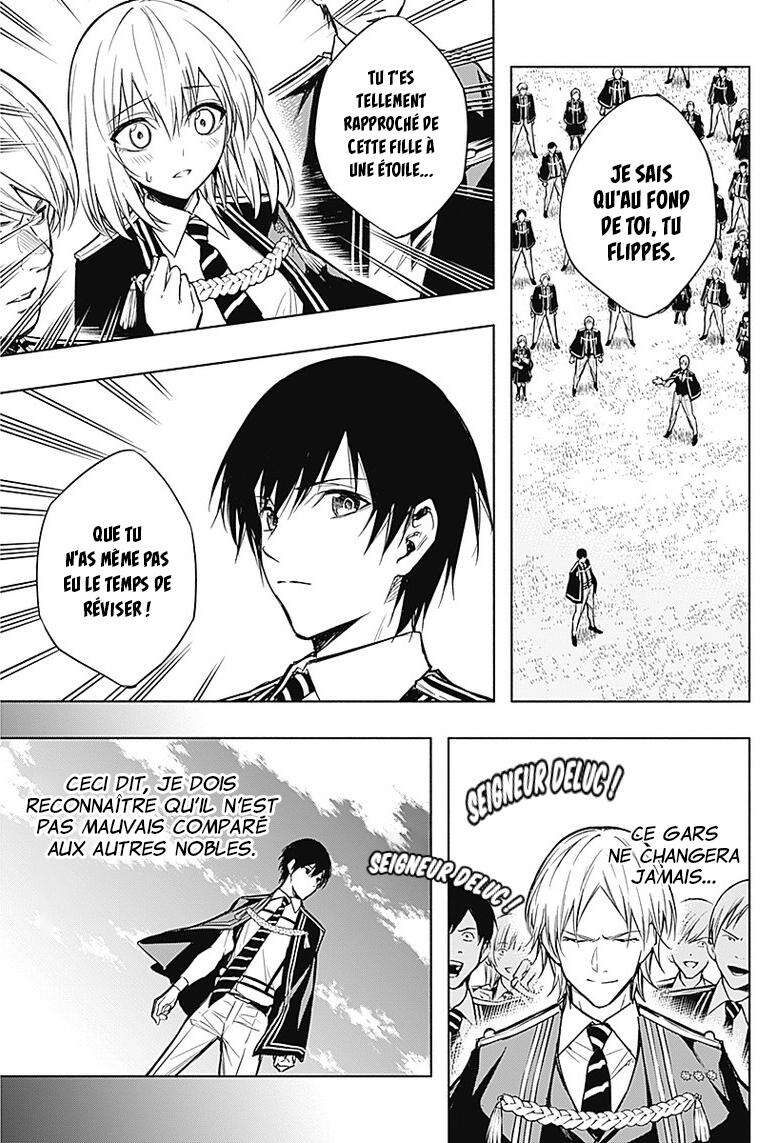 JE SAIS
QU'AU FOND
DE TOI, TU
FLIPPES.
TU T'ES
TELLEMENT
RAPPROCHÉ DE
CETTE FILLE À
UNE ÉTOILE...
QUE TU
N'AS MÊME PAS
EU LE TEMPS DE
RÉVISER !
SEIGNEUR DELUC !
CE GARS
NE CHANGERA
JAMAIS...
SEIGNEUR DELUC !
CECI DIT, JE DOIS
RECONNAÎTRE QU'IL N'EST
PAS MAUVAIS COMPARÉ
AUX AUTRES NOBLES.